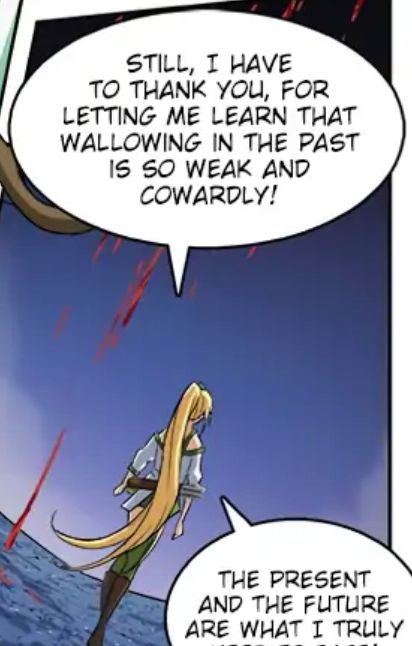 STILL, I HAVE
TO THANK YOU, FOR
LETTING ME LEARN THAT
WALLOWING IN THE PAST
IS SO WEAK AND
COWARDLY!
THE PRESENT
AND THE FUTURE
ARE WHAT I TRULY